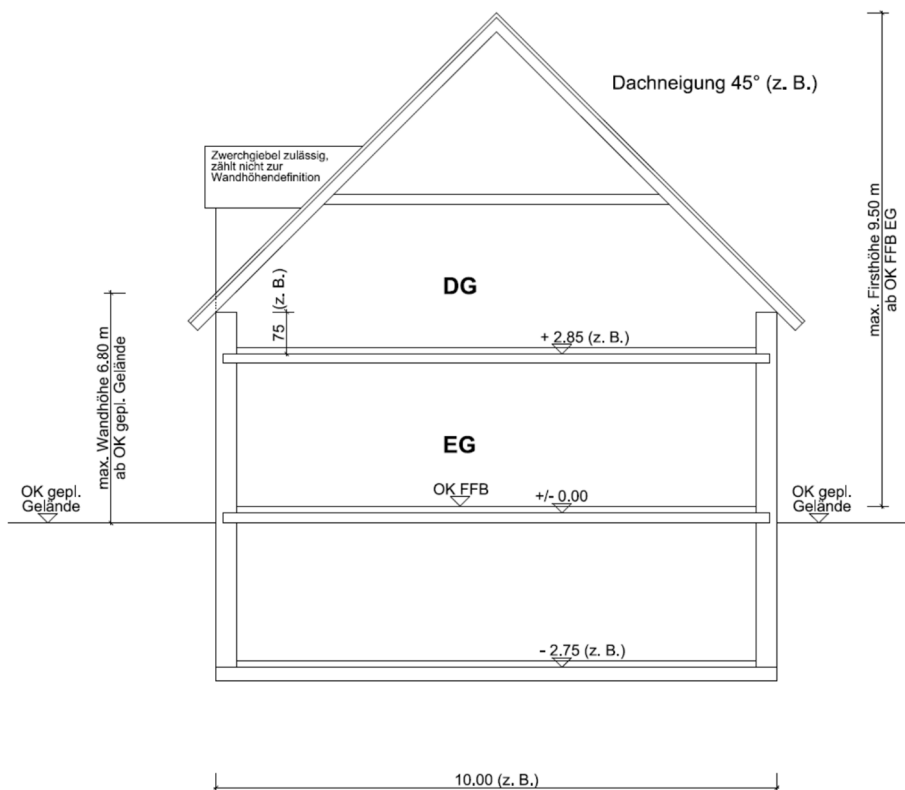 Dachneigung 45° (z. B.)
Zwerchgiebel zulässig,
zählt nicht zur
Wandhöhendefinition
max. Firsthöhe 9.50 m
ab OK FFB EG
DG
75 (z. B.)
+ 2.85 (z. B.)
max. Wandhöhe 6.80 m
ab OK gepl. Gelände
EG
OK gepl.
Gelände
OK FFB
+/- 0.00
OK gepl.
Gelände
- 2.75 (z. B.)
10.00 (z. B.)